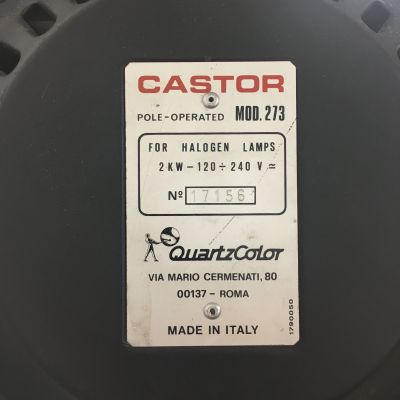 CASTOR
POLE-OPERATED MOD.273
FOR HALOGEN LAMPS
2 KW - 120 ÷ 240 V ≂
Nº 171561
QuartzColor
VIA MARIO CERMENATI, 80
00137 - ROMA
MADE IN ITALY
1790050